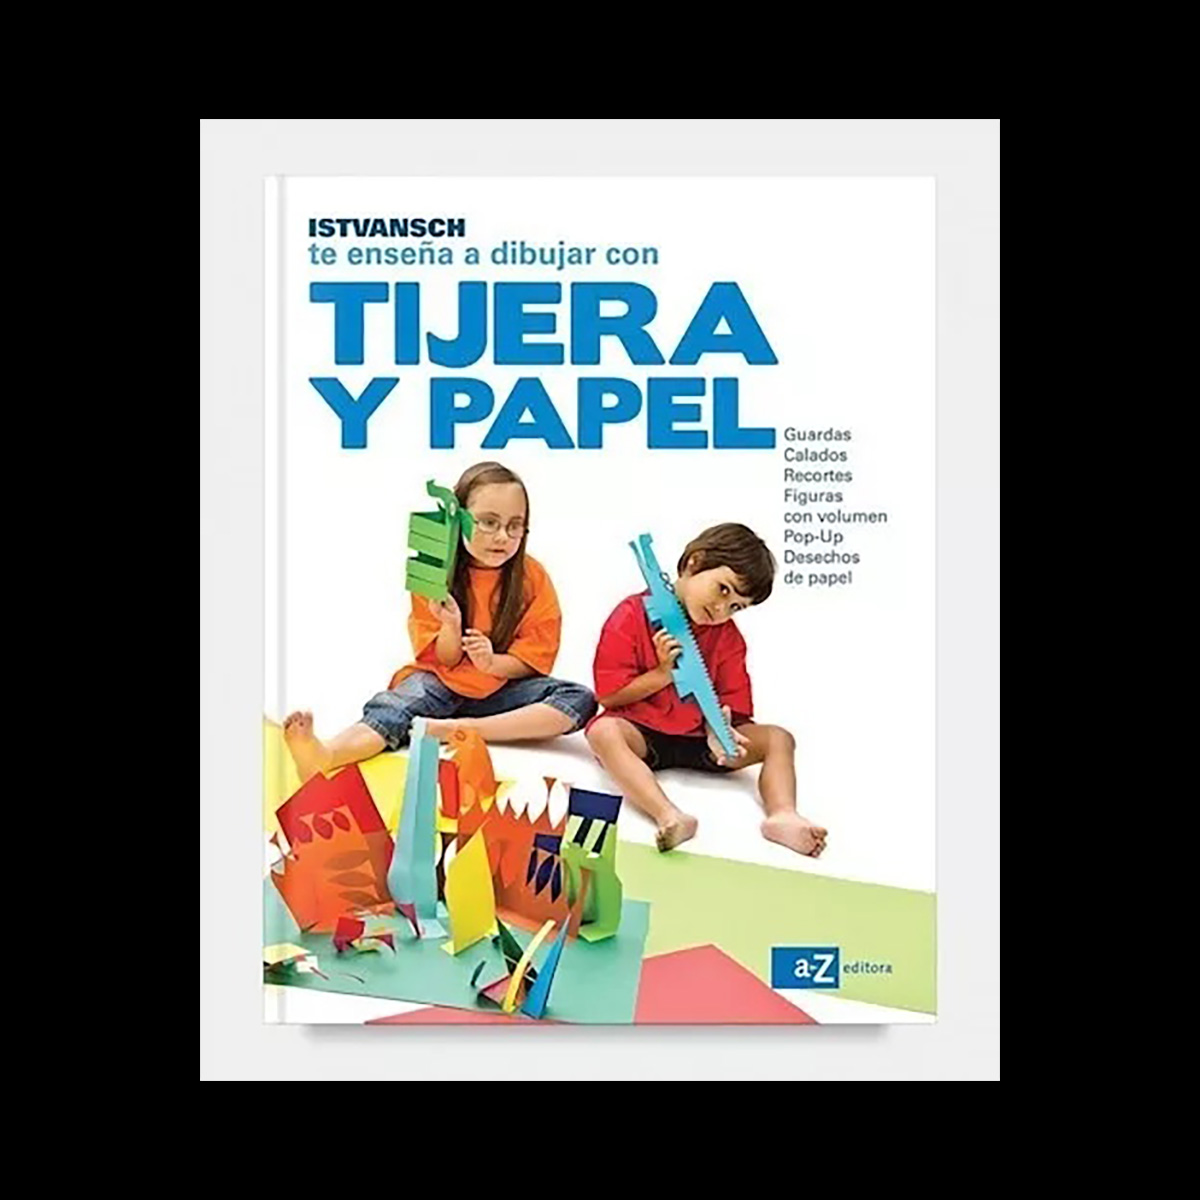 ISTVANSCH
te enseña a dibujar con
TIJERA
Y PAPEL
Guardas
Calados
Recortes
Figuras
con volumen
Pop-Up
Desechos
de papel
a-Z editora